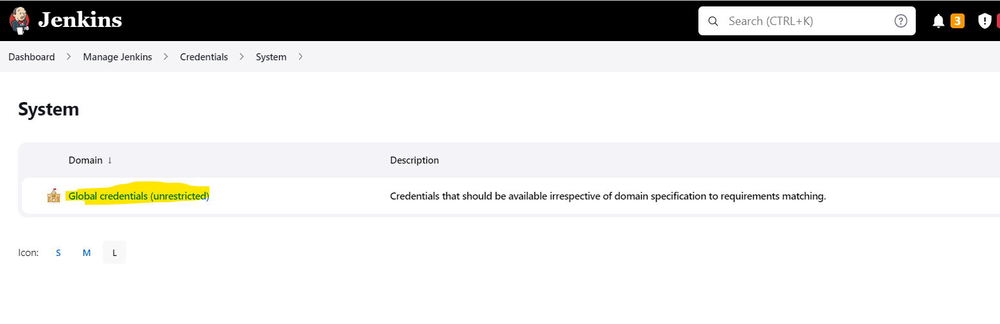 Jenkins
Search (CTRL+K) ?
3
Dashboard > Manage Jenkins > Credentials > System >
System
Domain ↓ Description
Global credentials (unrestricted) Credentials that should be available irrespective of domain specification to requirements matching.
Icon: S M L